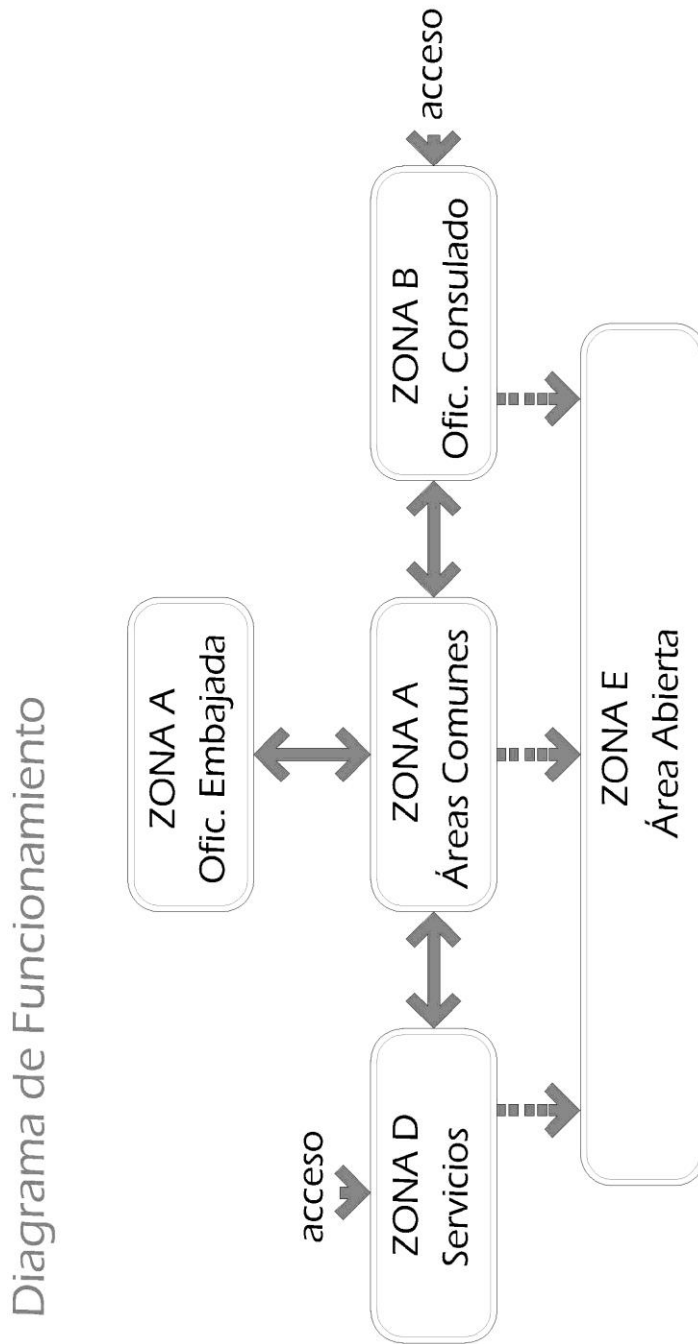 Diagrama de Funcionamiento
ZONA A
Ofic. Embajada
acceso
ZONA D
Servicios
ZONA A
Áreas Comunes
ZONA B
Ofic. Consulado
acceso
ZONA E
Área Abierta